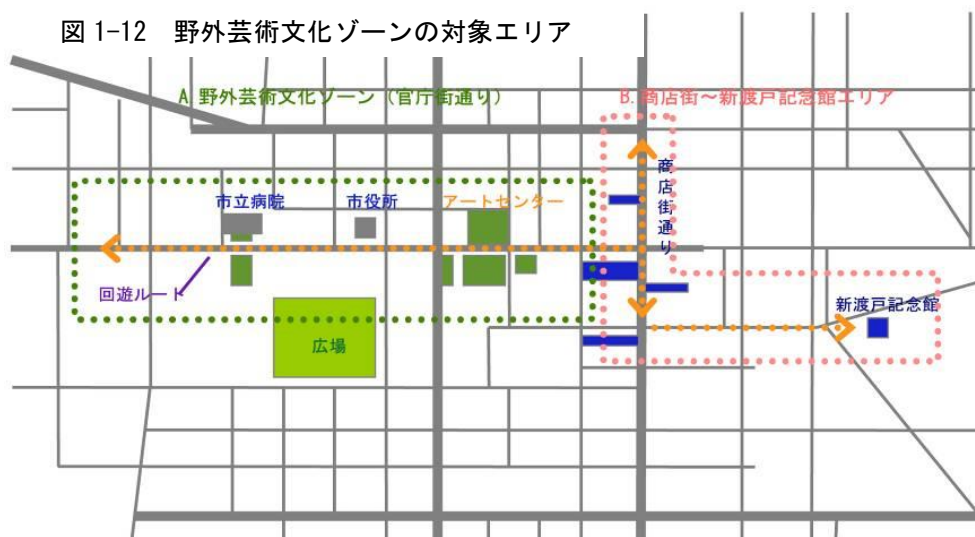 図 1-12　野外芸術文化ゾーンの対象エリア
A.野外芸術文化ゾーン（官庁街通り）
B.商店街～新渡戸記念館エリア
市立病院
市役所
アートセンター
商店街通り
回遊ルート
新渡戸記念館
広場